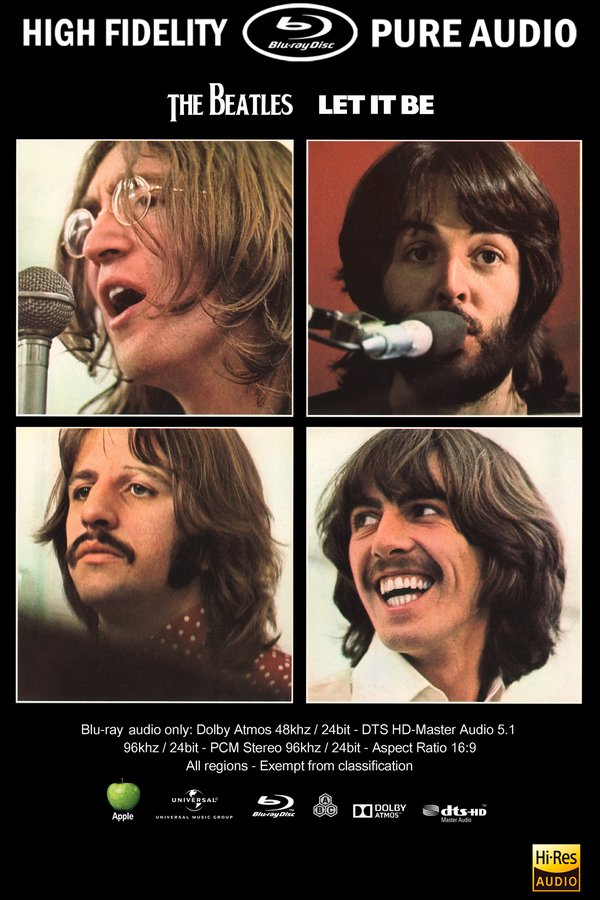 HIGH FIDELITY Blu-ray Disc PURE AUDIO
THE BEATLES LET IT BE
Blu-ray audio only: Dolby Atmos 48khz / 24bit - DTS HD-Master Audio 5.1
96khz / 24bit - PCM Stereo 96khz / 24bit - Aspect Ratio 16:9
All regions - Exempt from classification
Apple
UNIVERSAL
UNIVERSAL MUSIC GROUP
Blu-ray Disc
ABC
DOLBY
ATMOS
dts-HD
Master Audio
Hi-Res
AUDIO